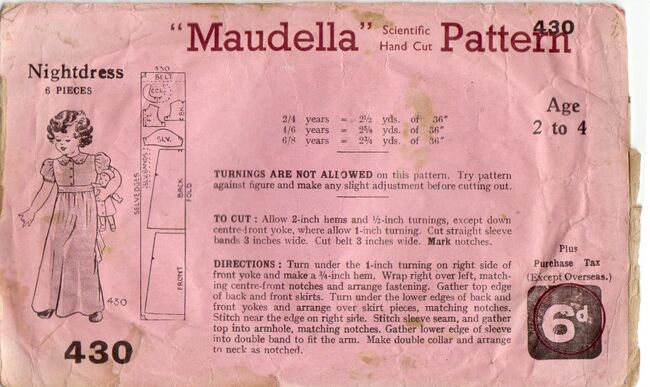 "Maudella" Scientific Hand Cut Pattern
430
Nightdress
6 PIECES
Age
2 to 4
430
BELT
COL.
FT.
BK.
SLV.
SLV.BANDS
SELVEDGES
BACK
FOLD
FRONT
430
430
2/4 years = 2½ yds. of 36"
4/6 years = 2⅝ yds. of 36"
6/8 years = 2¾ yds. of 36"
TURNINGS ARE NOT ALLOWED on this pattern. Try pattern
against figure and make any slight adjustment before cutting out.
TO CUT : Allow 2-inch hems and ½-inch turnings, except down
centre-front yoke, where allow 1-inch turning. Cut straight sleeve
bands 3 inches wide. Cut belt 3 inches wide. Mark notches.
DIRECTIONS : Turn under the 1-inch turning on right side of
front yoke and make a ¾-inch hem. Wrap right over left, match-
ing centre-front notches and arrange fastening. Gather top edge
of back and front skirts. Turn under the lower edges of back and
front yokes and arrange over skirt pieces, matching notches.
Stitch near the edge on right side. Stitch sleeve seam, and gather
top into armhole, matching notches. Gather lower edge of sleeve
into double band to fit the arm. Make double collar and arrange
to neck as notched.
Plus
Purchase Tax
(Except Overseas.)
6d